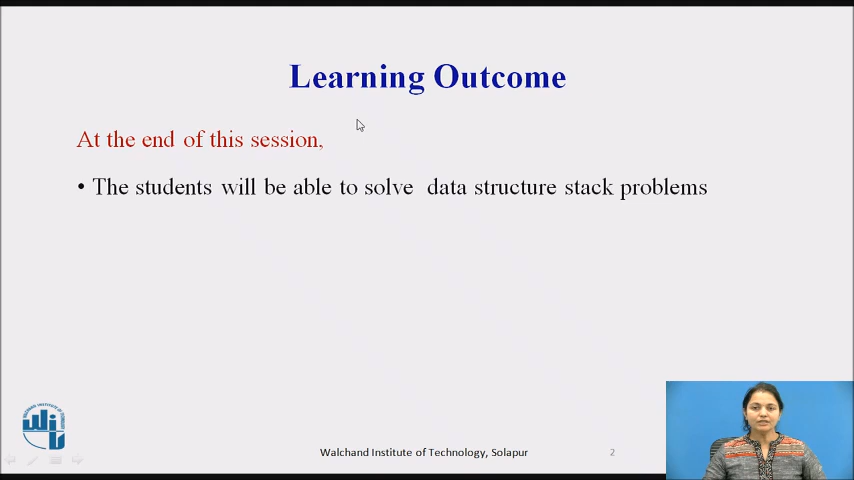 Learning Outcome
At the end of this session,
• The students will be able to solve data structure stack problems
Walchand Institute of Technology, Solapur
2